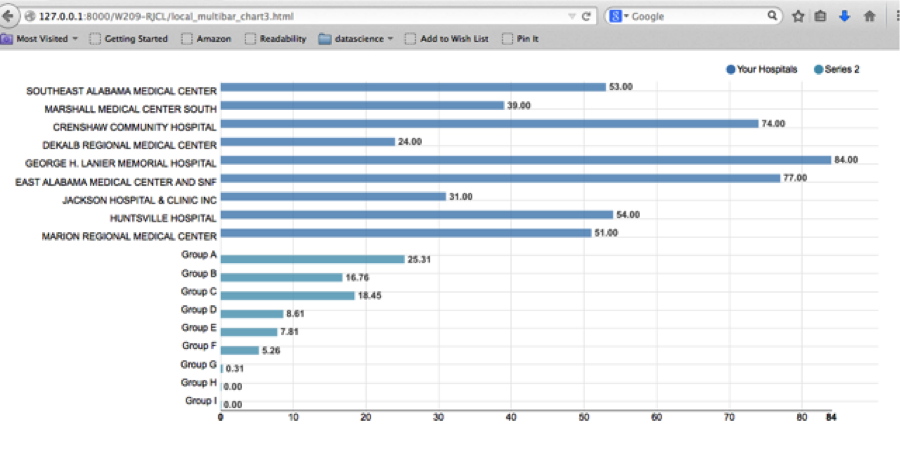 127.0.0.1:8000/W209-RJCL/local_multibar_chart3.html Google
Most Visited Getting Started Amazon Readability datascience Add to Wish List Pin It
Your Hospitals Series 2
SOUTHEAST ALABAMA MEDICAL CENTER 53.00
MARSHALL MEDICAL CENTER SOUTH 39.00
CRENSHAW COMMUNITY HOSPITAL 74.00
DEKALB REGIONAL MEDICAL CENTER 24.00
GEORGE H. LANIER MEMORIAL HOSPITAL 84.00
EAST ALABAMA MEDICAL CENTER AND SNF 77.00
JACKSON HOSPITAL & CLINIC INC 31.00
HUNTSVILLE HOSPITAL 54.00
MARION REGIONAL MEDICAL CENTER 51.00
Group A 25.31
Group B 16.76
Group C 18.45
Group D 8.61
Group E 7.81
Group F 5.26
Group G 0.31
Group H 0.00
Group I 0.00
0 10 20 30 40 50 60 70 80 84